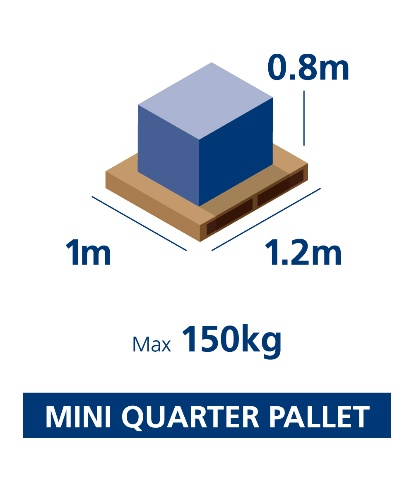 0.8m
1m
1.2m
Max 150kg
MINI QUARTER PALLET